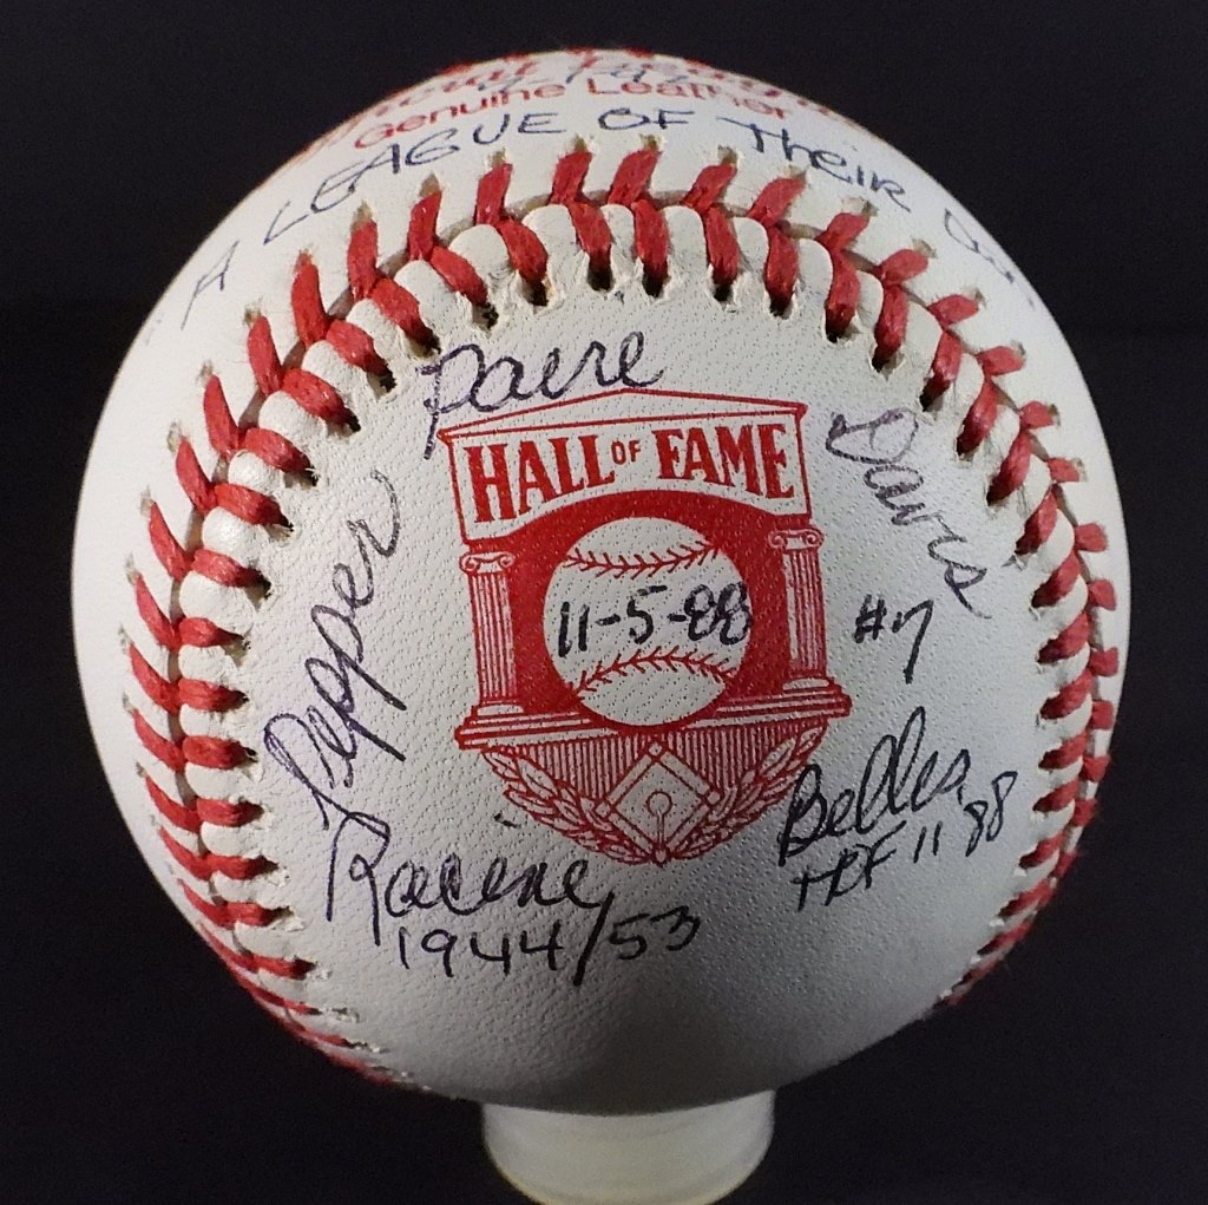 Genuine Leather
A LEAGUE OF Their
Pepper Paire Davis
HALL OF FAME
11-5-88
#7
Racine
Belles
HOF 11 88
1944/53